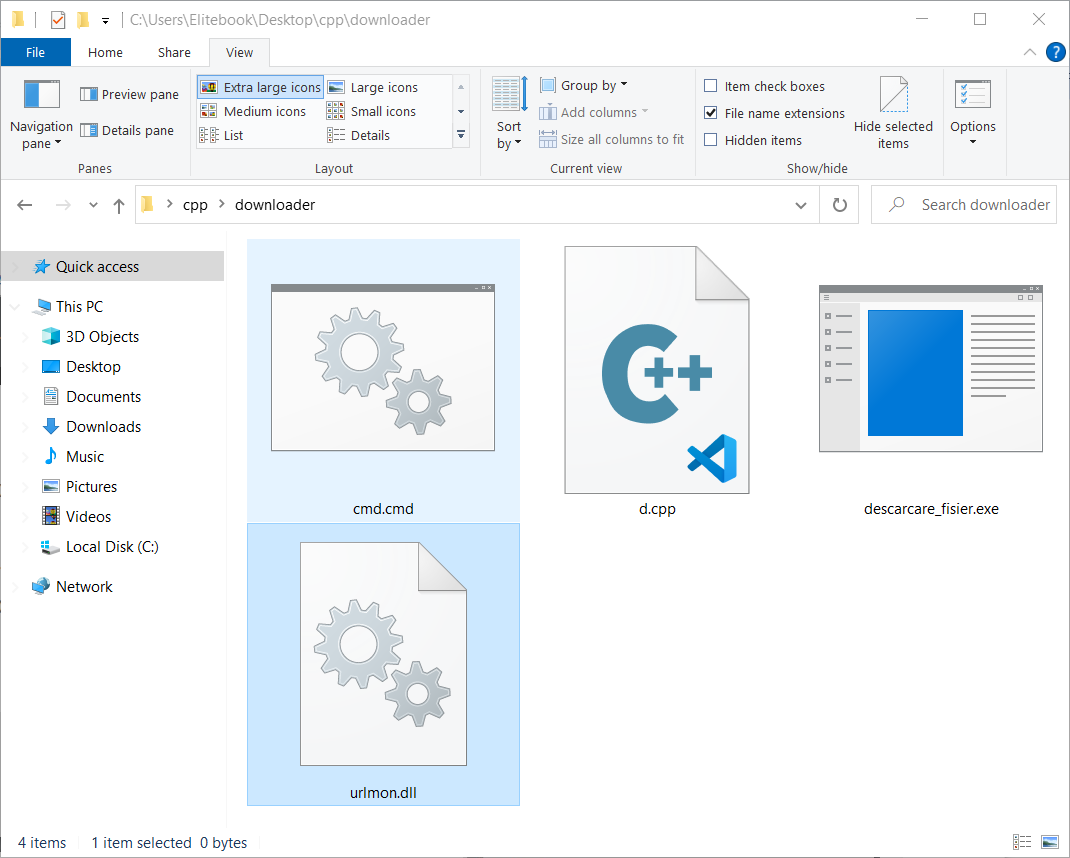 C:\Users\Elitebook\Desktop\cpp\downloader
File Home Share View ?
Navigation pane
Preview pane
Details pane
Panes
Extra large icons Large icons
Medium icons Small icons
List Details
Layout
Sort by
Group by
Add columns
Size all columns to fit
Current view
Item check boxes
File name extensions
Hidden items
Hide selected items
Show/hide
Options
cpp downloader
Search downloader
Quick access
This PC
3D Objects
Desktop
Documents
Downloads
Music
Pictures
Videos
Local Disk (C:)
Network
C++
cmd.cmd d.cpp descarcare_fisier.exe
urlmon.dll
4 items 1 item selected 0 bytes